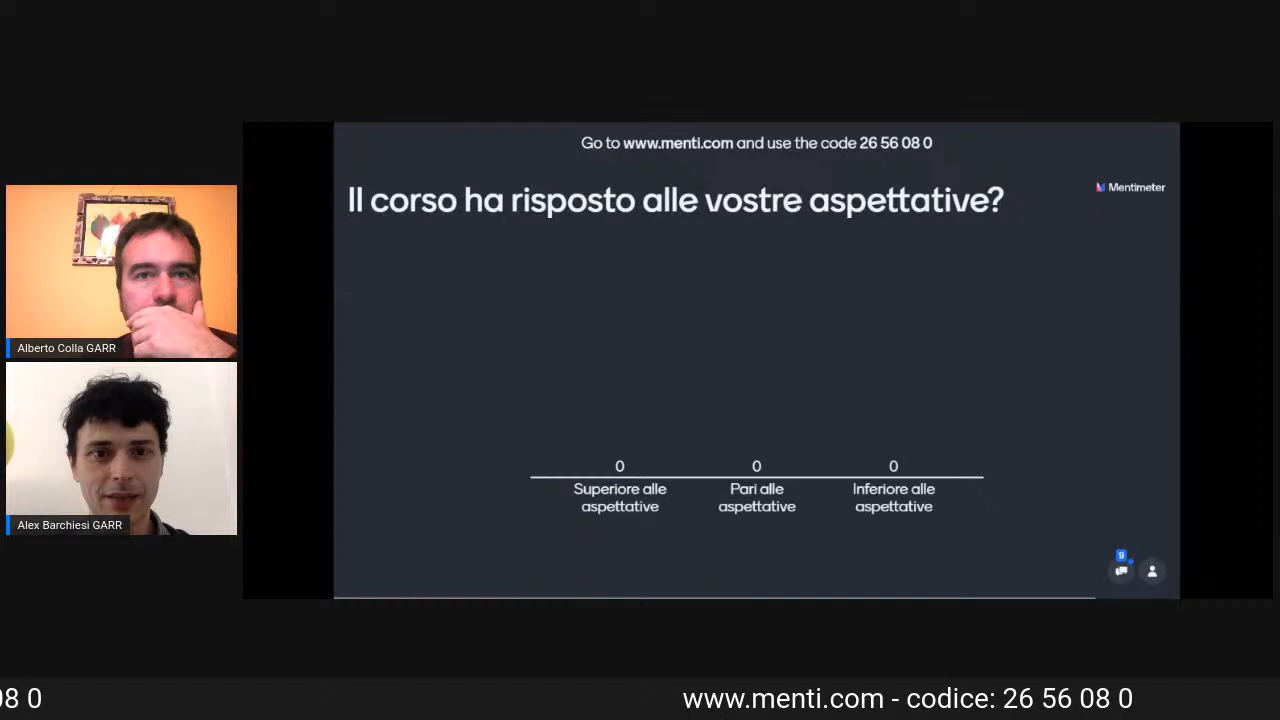 Go to www.menti.com and use the code 26 56 08 0
Il corso ha risposto alle vostre aspettative?
Mentimeter
Alberto Colla GARR
Alex Barchiesi GARR
0 0 0
Superiore alle Pari alle Inferiore alle
aspettative aspettative aspettative
9
08 0 www.menti.com - codice: 26 56 08 0